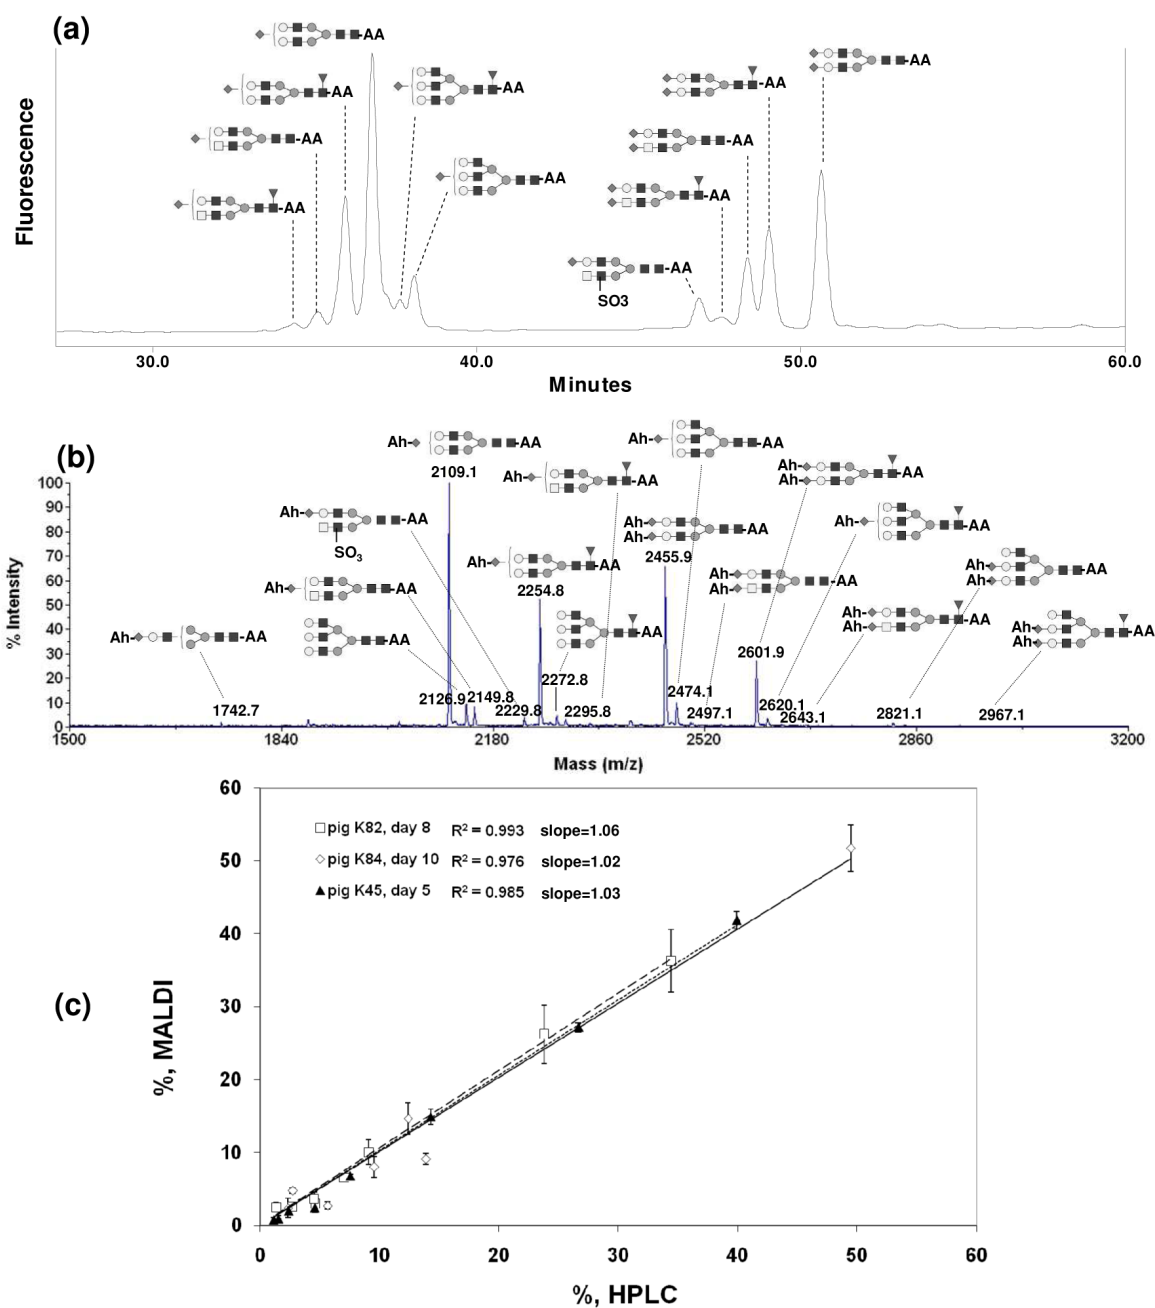 (a)
-AA
-AA
-AA
-AA
-AA
-AA
-AA
-AA
-AA
-AA
-AA
-AA
SO3
Fluorescence
30.0 40.0 50.0 60.0
Minutes
(b)
Ah- -AA
2109.1
Ah- -AA
Ah- -AA
Ah- -AA
Ah-
Ah- -AA
SO3
Ah- -AA
Ah- -AA
Ah-
2455.9
Ah- -AA
Ah- -AA
2254.8
Ah- -AA
Ah-
Ah- -AA
Ah-
Ah- -AA
Ah-
-AA
Ah- -AA
-AA
Ah- -AA
Ah-
2601.9
2126.9 2149.8
2229.8
2272.8
2295.8
2474.1
2497.1
2620.1
2643.1
1742.7
2821.1
2967.1
% Intensity
100
90
80
70
60
50
40
30
20
10
0
1500 1840 2180 2520 2860 3200
Mass (m/z)
(c)
pig K82, day 8 R2 = 0.993 slope=1.06
pig K84, day 10 R2 = 0.976 slope=1.02
pig K45, day 5 R2 = 0.985 slope=1.03
%, MALDI
60
50
40
30
20
10
0
0 10 20 30 40 50 60
%, HPLC